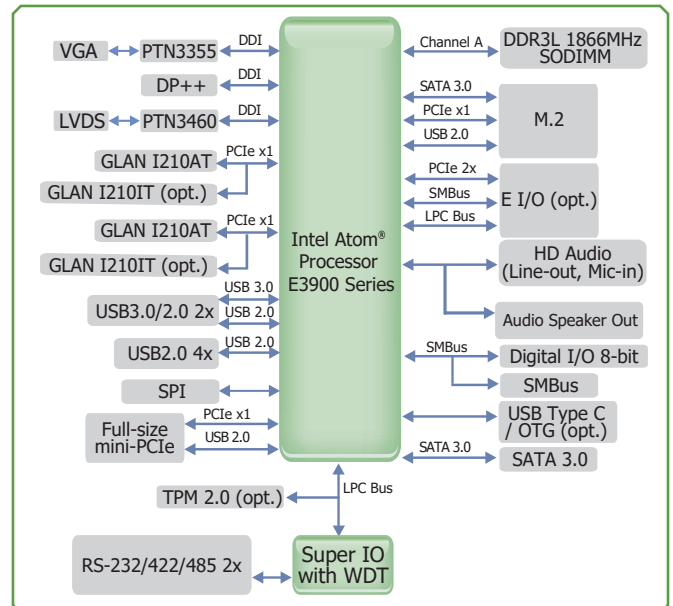 VGA
PTN3355
DDI
DP++
DDI
LVDS
PTN3460
DDI
GLAN I210AT
PCIe x1
GLAN I210IT (opt.)
GLAN I210AT
PCIe x1
GLAN I210IT (opt.)
USB3.0/2.0 2x
USB 3.0
USB 2.0
USB2.0 4x
USB 2.0
SPI
Full-size
mini-PCIe
PCIe x1
USB 2.0
Intel Atom®
Processor
E3900 Series
Channel A
DDR3L 1866MHz
SODIMM
SATA 3.0
PCIe x1
USB 2.0
M.2
PCIe 2x
SMBus
LPC Bus
E I/O (opt.)
HD Audio
(Line-out, Mic-in)
Audio Speaker Out
SMBus
Digital I/O 8-bit
SMBus
USB Type C
/ OTG (opt.)
SATA 3.0
SATA 3.0
TPM 2.0 (opt.)
LPC Bus
RS-232/422/485 2x
Super IO
with WDT